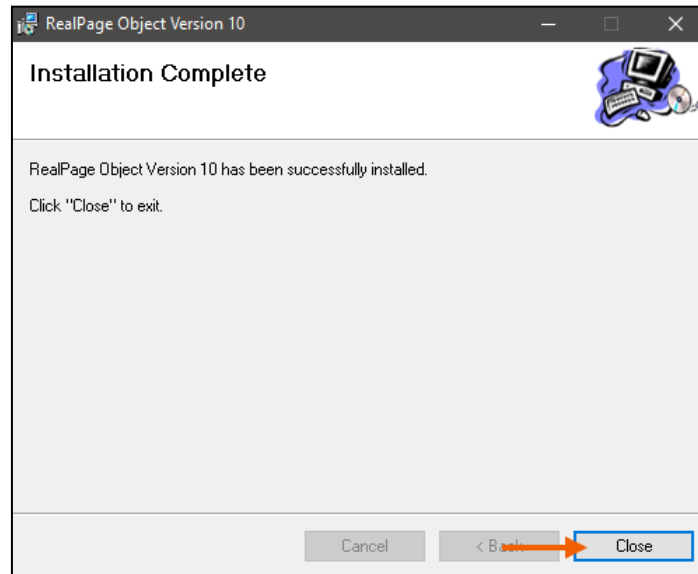 RealPage Object Version 10
Installation Complete
RealPage Object Version 10 has been successfully installed.
Click "Close" to exit.
Cancel < Back Close